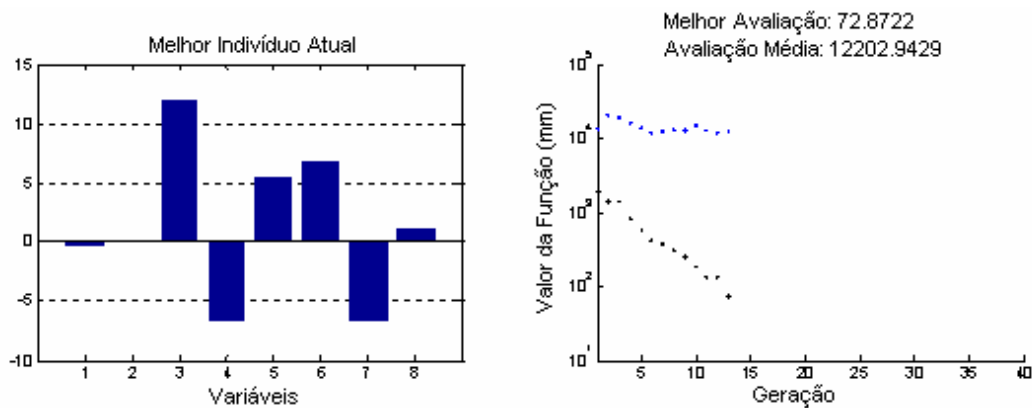 Melhor Indivíduo Atual
15
10
5
0
-5
-10
1 2 3 4 5 6 7 8
Variáveis
Melhor Avaliação: 72.8722
Avaliação Média: 12202.9429
Valor da Função (mm)
10^5
10^4
10^3
10^2
10^1
5 10 15 20 25 30 35 40
Geração